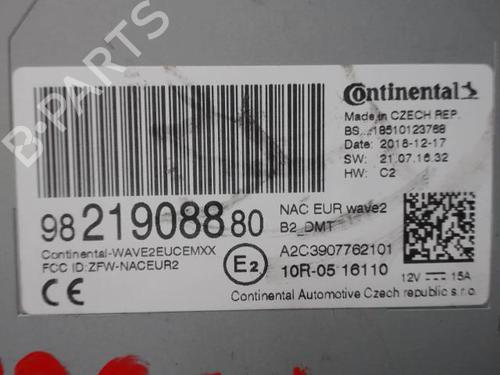 B-PARTS
Continental
Made in CZECH REP.
BS...:18510123768
Date: 2018-12-17
SW: 21.07.16.32
HW: C2
98 219088 80
NAC EUR wave2
B2_DMT
Continental-WAVE2EUCEMXX
FCC ID:ZFW-NACEUR2
E2
A2C3907762101
10R-05 16110
CE
12V 15A
Continental Automotive Czech republic s.r.o.